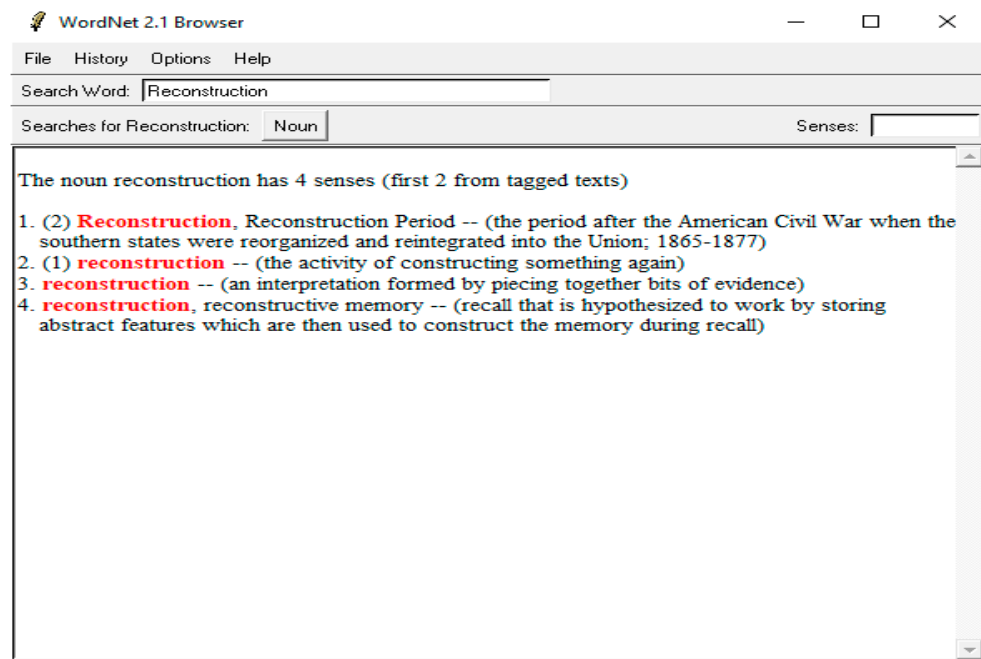 WordNet 2.1 Browser
File History Options Help
Search Word: Reconstruction
Searches for Reconstruction: Noun Senses:
The noun reconstruction has 4 senses (first 2 from tagged texts)
1. (2) Reconstruction, Reconstruction Period -- (the period after the American Civil War when the
southern states were reorganized and reintegrated into the Union; 1865-1877)
2. (1) reconstruction -- (the activity of constructing something again)
3. reconstruction -- (an interpretation formed by piecing together bits of evidence)
4. reconstruction, reconstructive memory -- (recall that is hypothesized to work by storing
abstract features which are then used to construct the memory during recall)